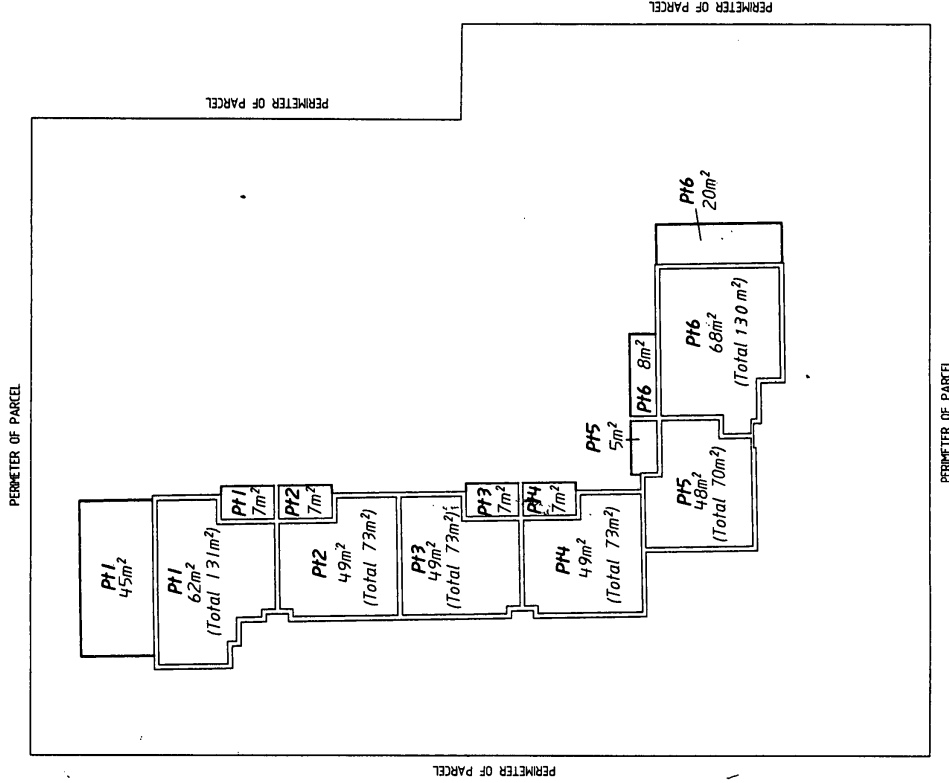 PERIMETER OF PARCEL
PERIMETER OF PARCEL
PERIMETER OF PARCEL
PERIMETER OF PARCEL
PERIMETER OF PARCEL
Pt1
45m²
Pt1
62m²
(Total 131m²)
Pt1
7m²
Pt2
7m²
Pt2
49m²
(Total 73m²)
Pt3
49m²
(Total 73m²)
Pt3
7m²
Pt4
7m²
Pt4
49m²
(Total 73m²)
Pt5
5m²
Pt5
48m²
(Total 70m²)
Pt6 8m²
Pt6
68m²
(Total 130m²)
Pt6
20m²